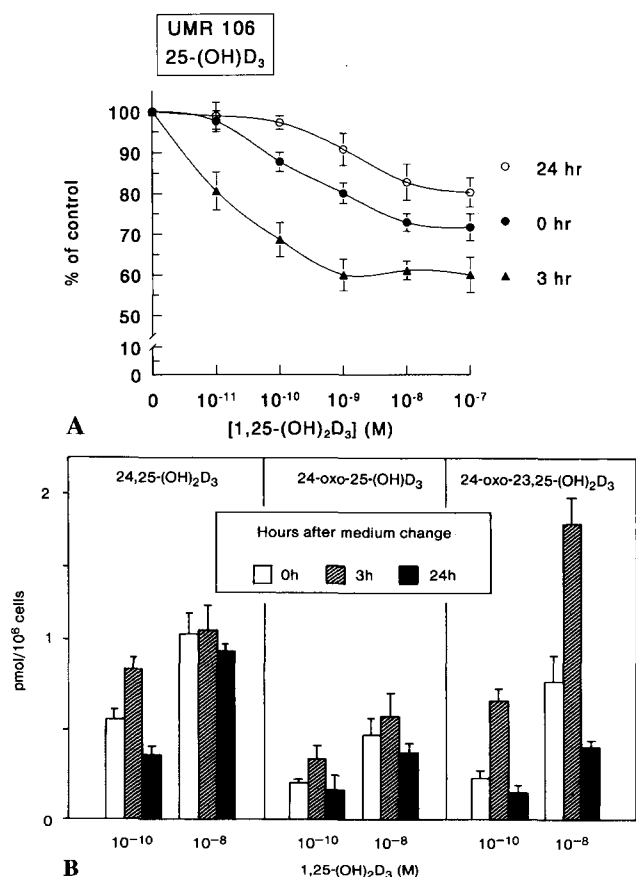 UMR 106
25-(OH)D₃
% of control
100
90
80
70
60
50
10
0
0
10⁻¹¹
10⁻¹⁰
10⁻⁹
10⁻⁸
10⁻⁷
[1,25-(OH)₂D₃] (M)
24 hr
0 hr
3 hr
A
24,25-(OH)₂D₃
24-oxo-25-(OH)D₃
24-oxo-23,25-(OH)₂D₃
Hours after medium change
0h 3h 24h
pmol/10⁶ cells
2
1
0
10⁻¹⁰ 10⁻⁸ 10⁻¹⁰ 10⁻⁸ 10⁻¹⁰ 10⁻⁸
B
1,25-(OH)₂D₃ (M)